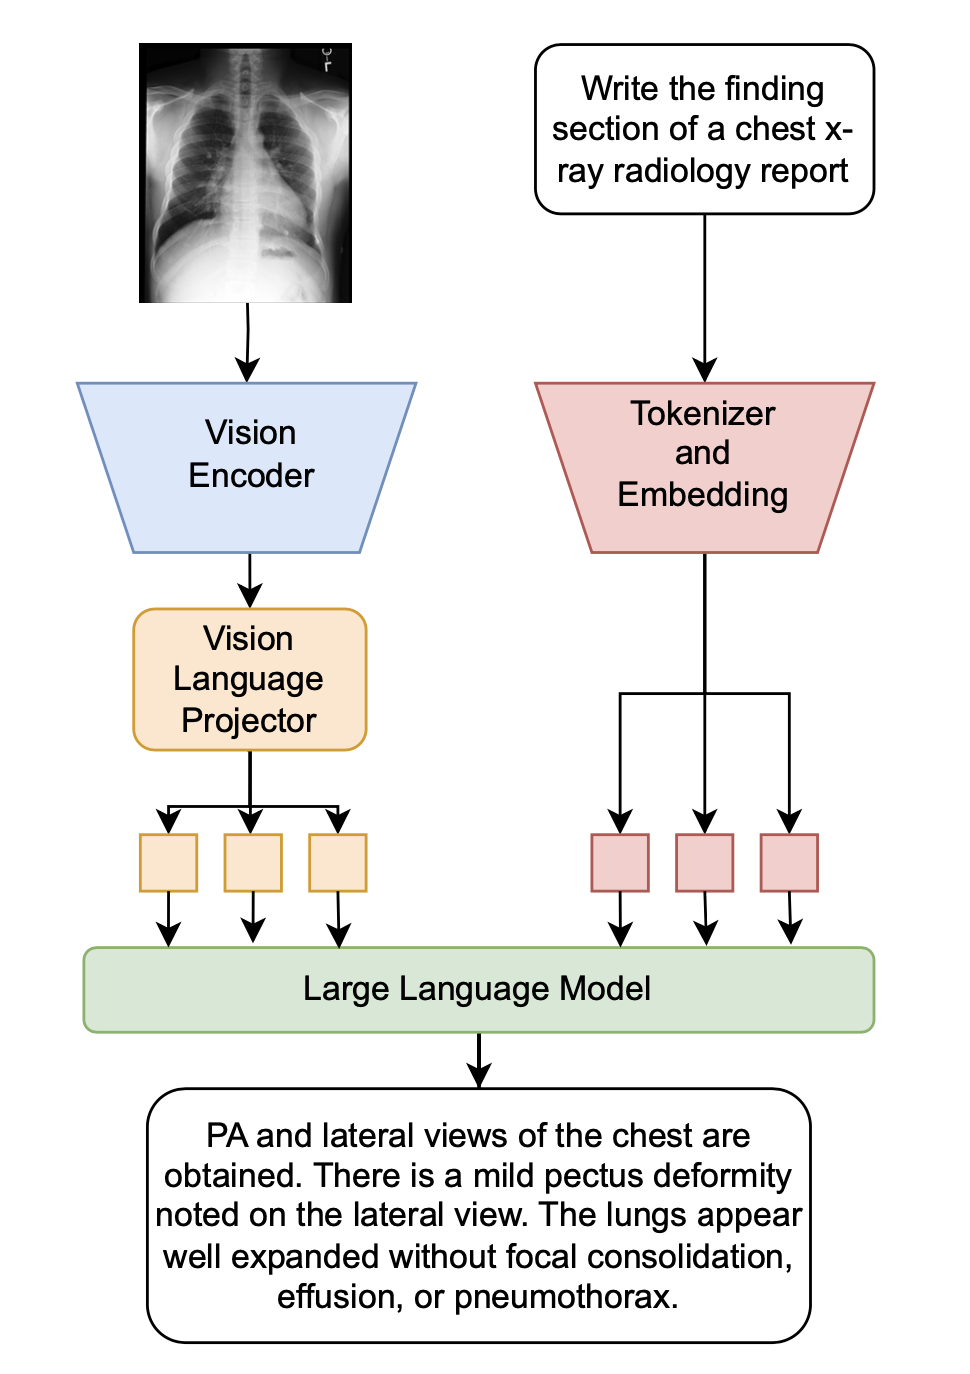 Write the finding
section of a chest x-
ray radiology report
Vision
Encoder
Tokenizer
and
Embedding
Vision
Language
Projector
Large Language Model
PA and lateral views of the chest are
obtained. There is a mild pectus deformity
noted on the lateral view. The lungs appear
well expanded without focal consolidation,
effusion, or pneumothorax.